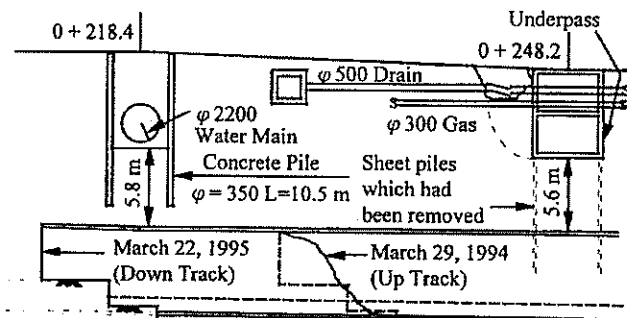 Underpass
0 + 218.4
0 + 248.2
φ 500 Drain
φ 2200
Water Main
φ 300 Gas
Concrete Pile
φ = 350 L=10.5 m
5.8 m
Sheet piles
which had
been removed
5.6 m
March 22, 1995
(Down Track)
March 29, 1994
(Up Track)